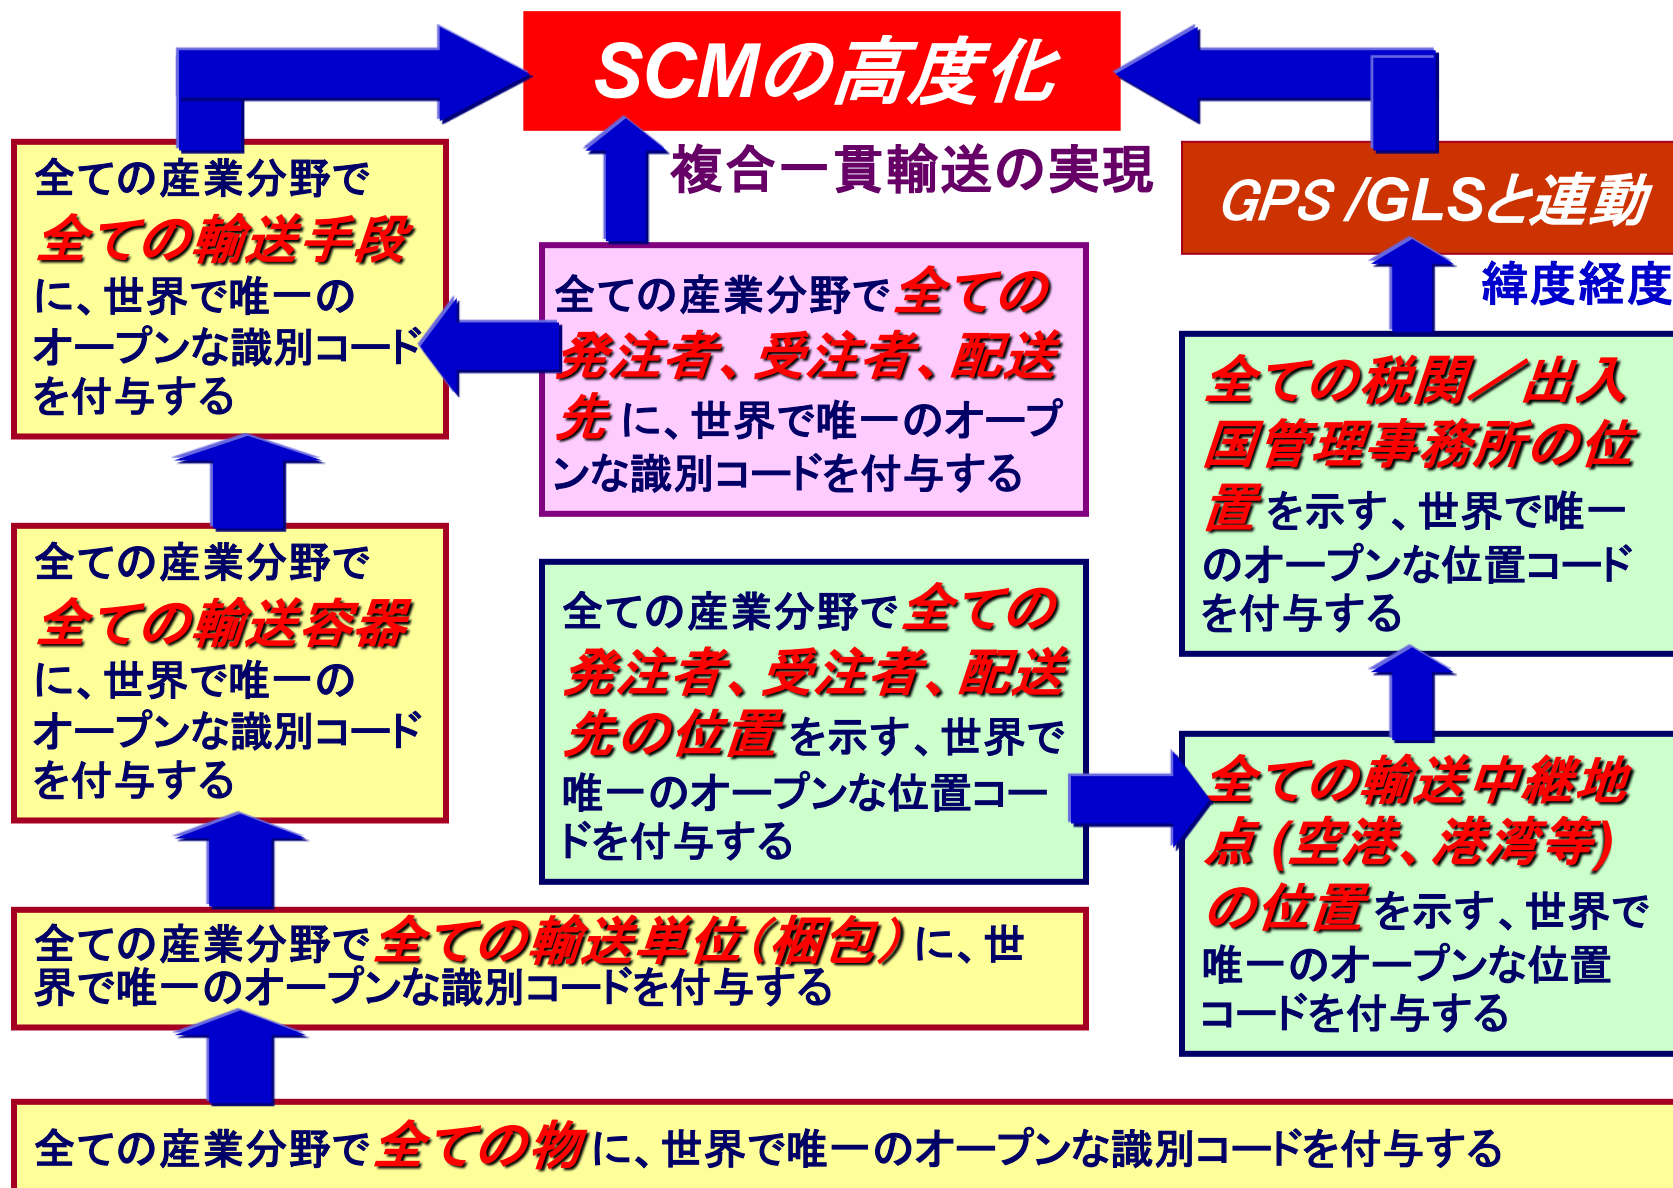 SCMの高度化
複合一貫輸送の実現
全ての産業分野で
全ての輸送手段
に、世界で唯一の
オープンな識別コード
を付与する
全ての産業分野で全ての
発注者、受注者、配送
先に、世界で唯一のオープ
ンな識別コードを付与する
GPS /GLSと連動
緯度経度
全ての税関／出入
国管理事務所の位
置を示す、世界で唯一
のオープンな位置コード
を付与する
全ての産業分野で
全ての輸送容器
に、世界で唯一の
オープンな識別コード
を付与する
全ての産業分野で全ての
発注者、受注者、配送
先の位置を示す、世界で
唯一のオープンな位置コー
ドを付与する
全ての輸送中継地
点(空港、港湾等)
の位置を示す、世界で
唯一のオープンな位置
コードを付与する
全ての産業分野で全ての輸送単位(梱包)に、世
界で唯一のオープンな識別コードを付与する
全ての産業分野で全ての物に、世界で唯一のオープンな識別コードを付与する